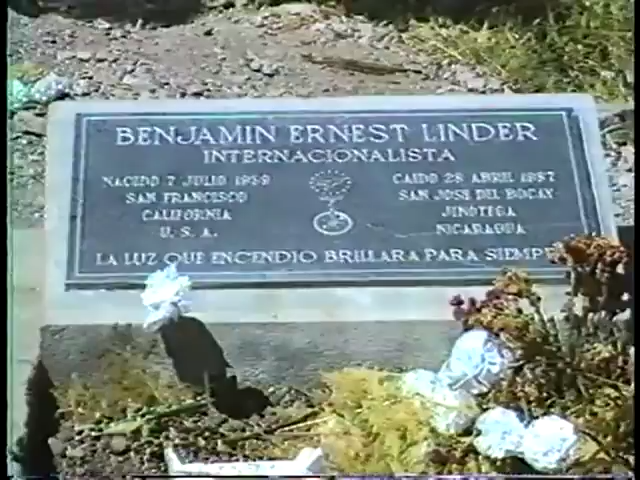 BENJAMIN ERNEST LINDER
INTERNACIONALISTA
NACIDO 7 JULIO 1959
SAN FRANCISCO
CALIFORNIA
U. S. A.
CAIDO 28 ABRIL 1987
SAN JOSE DEL BOCAY
JINOTEGA
NICARAGUA
LA LUZ QUE ENCENDIO BRILLARA PARA SIEMPRE